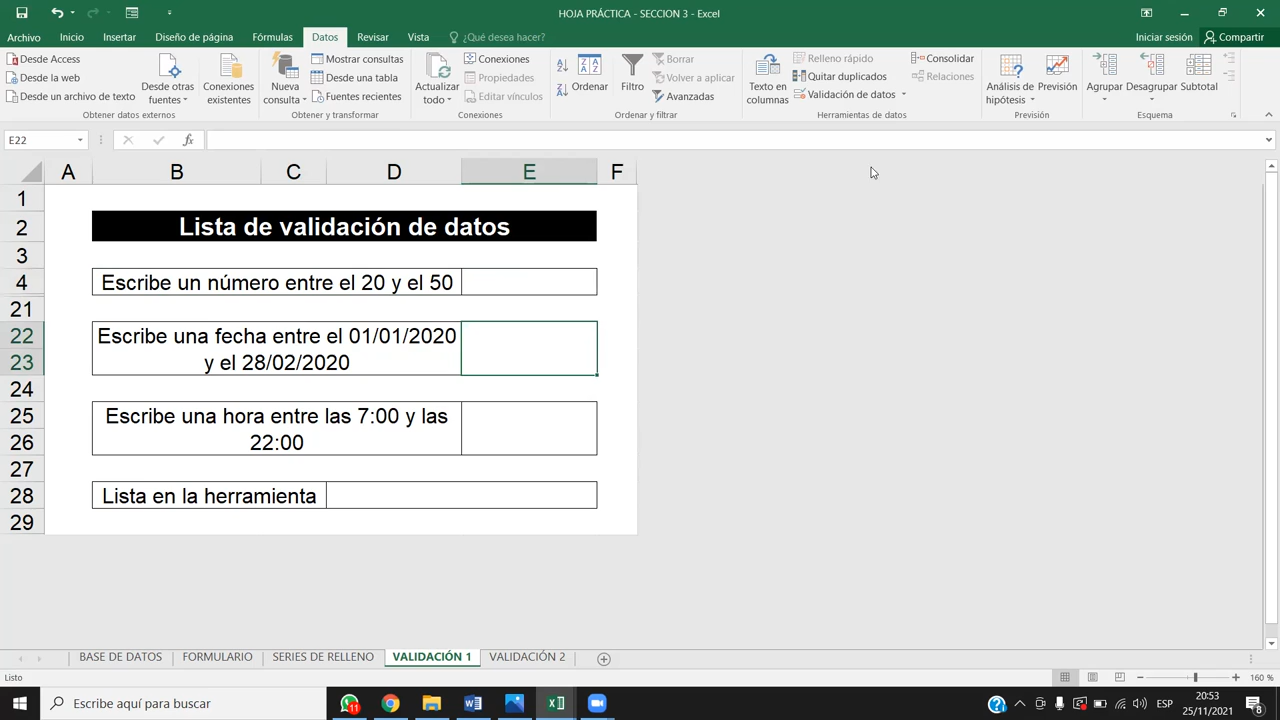 HOJA PRÁCTICA - SECCION 3 - Excel
Archivo Inicio Insertar Diseño de página Fórmulas Datos Revisar Vista ¿Qué desea hacer? Iniciar sesión Compartir
Desde Access
Desde la web
Desde un archivo de texto
Desde otras fuentes
Conexiones existentes
Obtener datos externos
Nueva consulta
Mostrar consultas
Desde una tabla
Fuentes recientes
Obtener y transformar
Actualizar todo
Conexiones
Propiedades
Editar vínculos
Conexiones
Ordenar
Filtro
Borrar
Volver a aplicar
Avanzadas
Ordenar y filtrar
Texto en columnas
Relleno rápido
Quitar duplicados
Validación de datos
Consolidar
Relaciones
Herramientas de datos
Análisis de hipótesis
Previsión
Previsión
Agrupar
Desagrupar
Subtotal
Esquema
E22
fx
A B C D E F
1
2 Lista de validación de datos
3
4 Escribe un número entre el 20 y el 50
21
22 Escribe una fecha entre el 01/01/2020
23 y el 28/02/2020
24
25 Escribe una hora entre las 7:00 y las
26 22:00
27
28 Lista en la herramienta
29
BASE DE DATOS FORMULARIO SERIES DE RELLENO VALIDACIÓN 1 VALIDACIÓN 2
Listo 160 %
Escribe aquí para buscar
11
ESP
20:53
25/11/2021
8